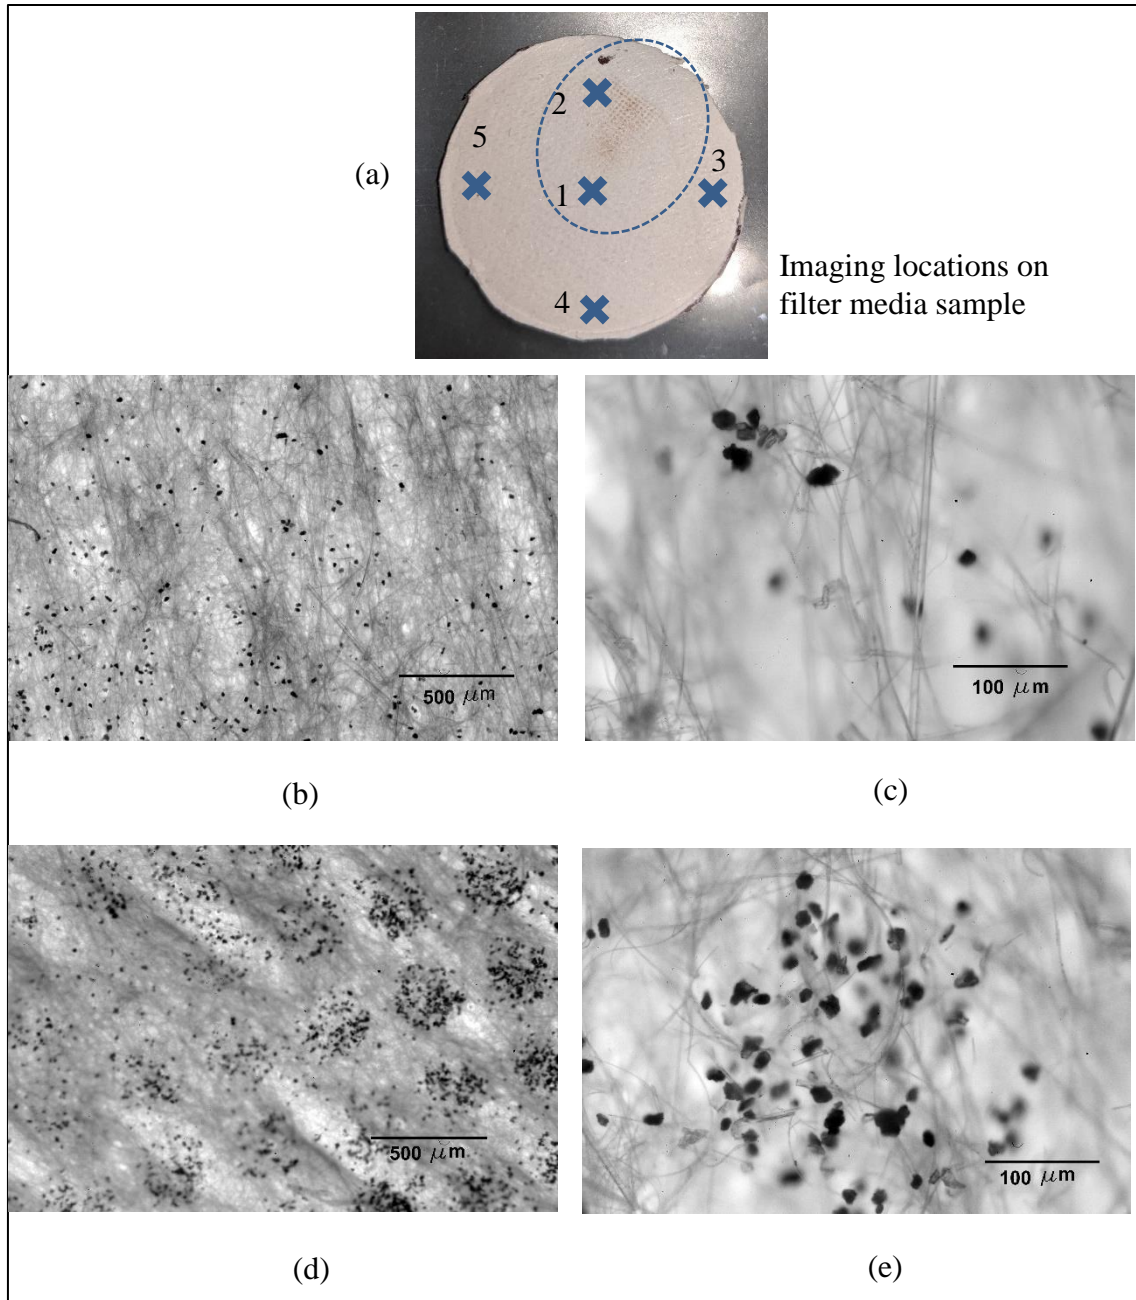 (a)
2
5
3
1
4
Imaging locations on
filter media sample
500 μm
100 μm
(b)
(c)
500 μm
100 μm
(d)
(e)